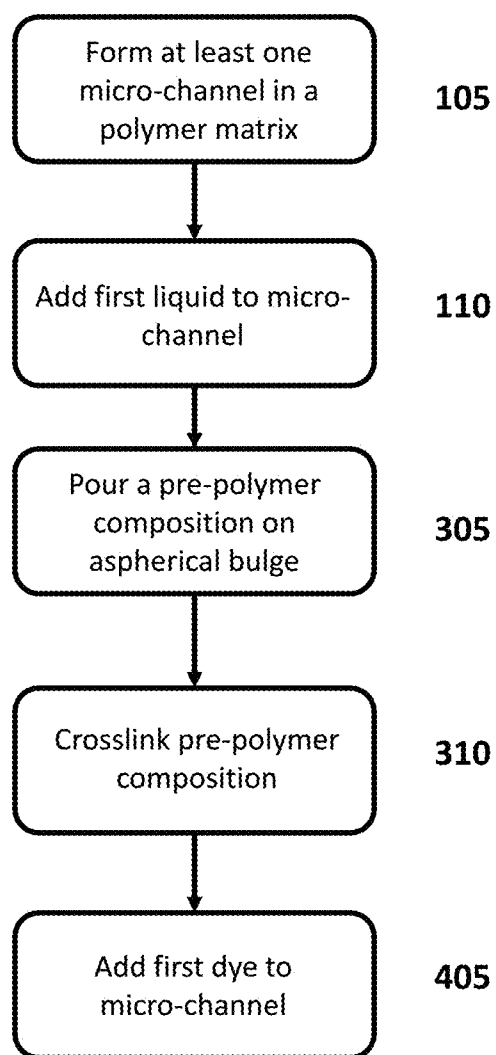 Form at least one
micro-channel in a
polymer matrix
105
Add first liquid to micro-
channel
110
Pour a pre-polymer
composition on
aspherical bulge
305
Crosslink pre-polymer
composition
310
Add first dye to
micro-channel
405